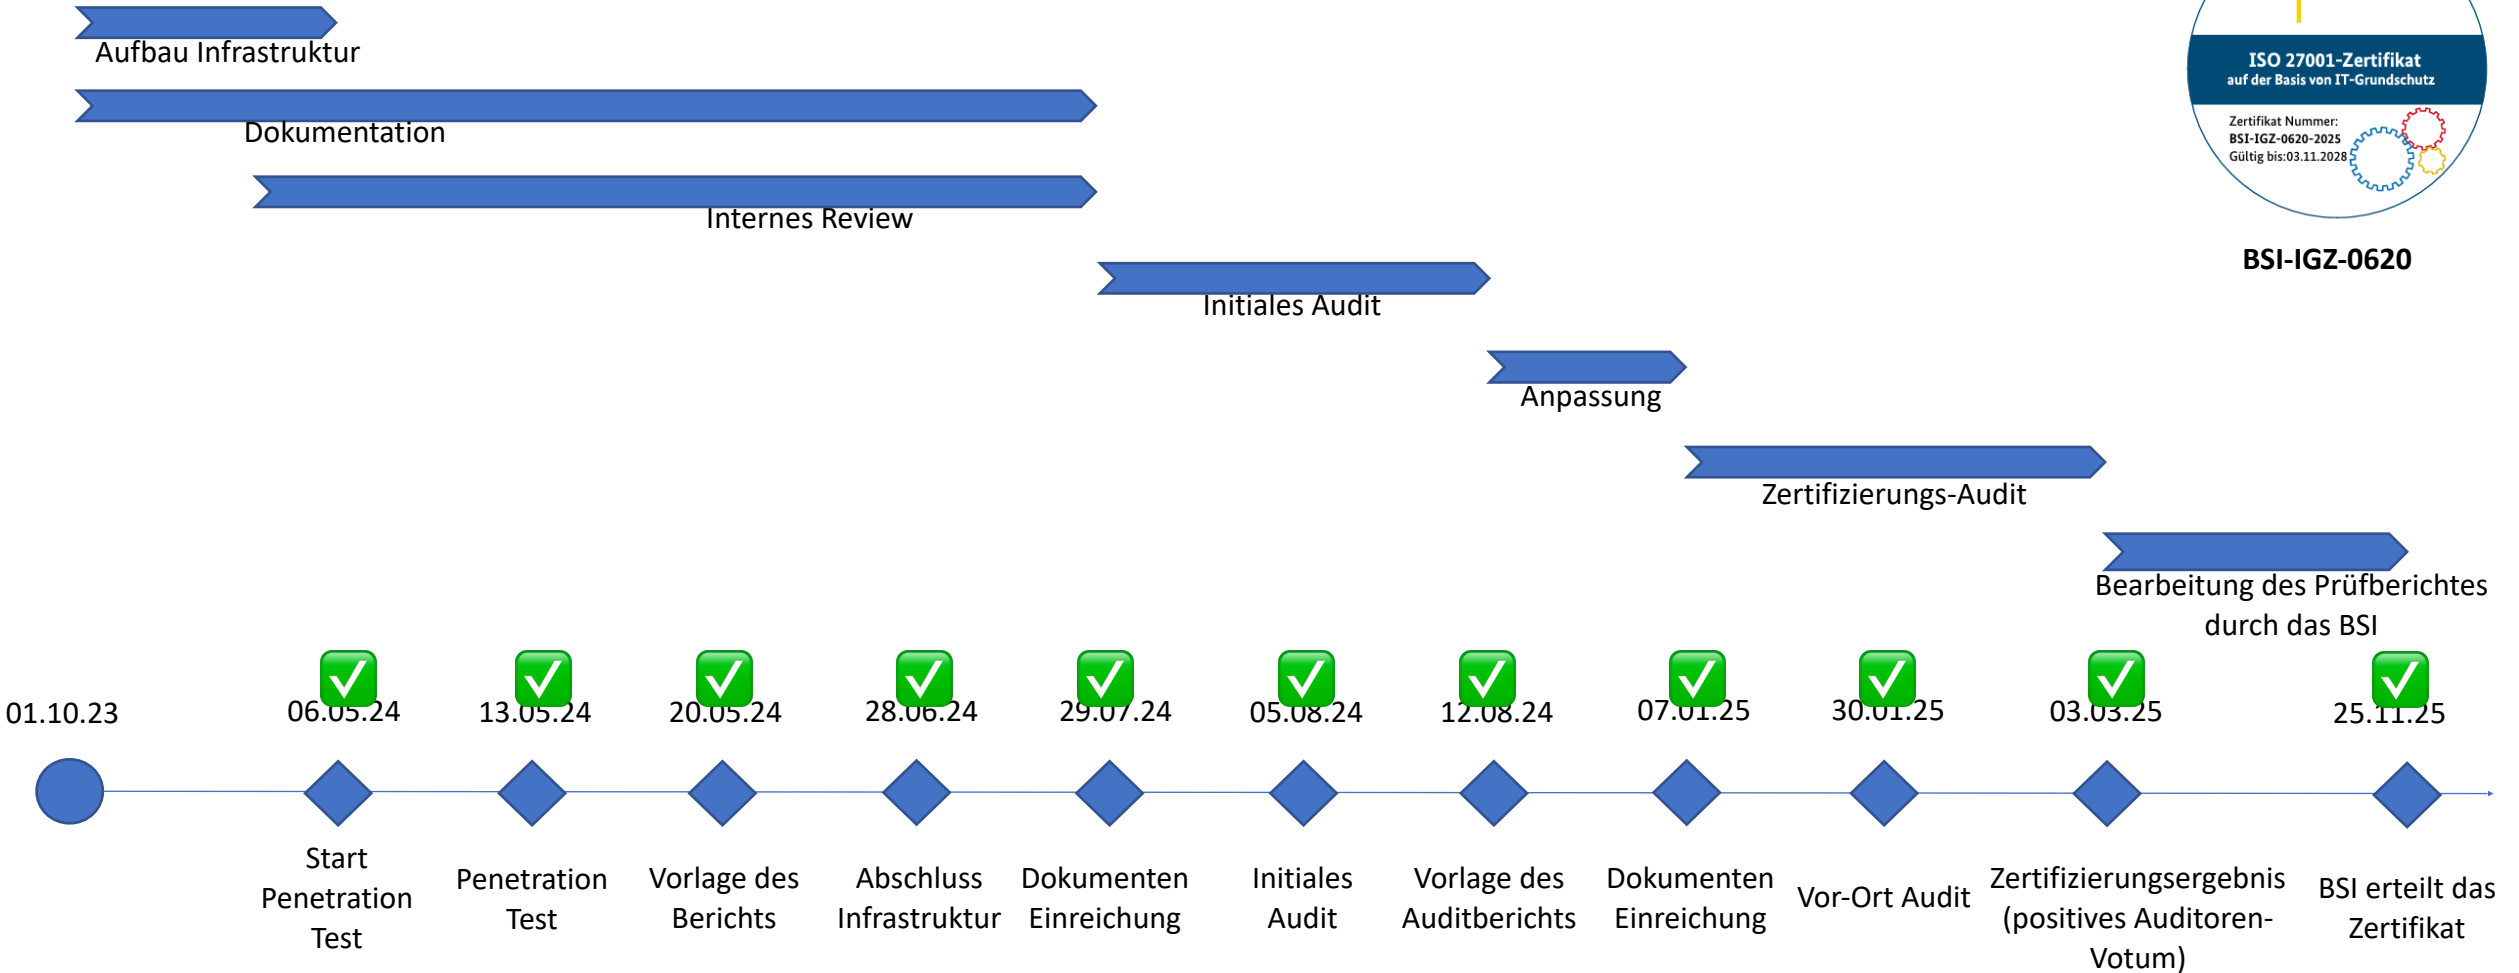 Aufbau Infrastruktur
Dokumentation
Internes Review
Initiales Audit
Anpassung
Zertifizierungs-Audit
Bearbeitung des Prüfberichtes
durch das BSI
ISO 27001-Zertifikat
auf der Basis von IT-Grundschutz
Zertifikat Nummer:
BSI-IGZ-0620-2025
Gültig bis:03.11.2028
BSI-IGZ-0620
01.10.23
06.05.24
13.05.24
20.05.24
28.06.24
29.07.24
05.08.24
12.08.24
07.01.25
30.01.25
03.03.25
25.11.25
Start
Penetration
Test
Penetration
Test
Vorlage des
Berichts
Abschluss
Infrastruktur
Dokumenten
Einreichung
Initiales
Audit
Vorlage des
Auditberichts
Dokumenten
Einreichung
Vor-Ort Audit
Zertifizierungsergebnis
(positives Auditoren-
Votum)
BSI erteilt das
Zertifikat